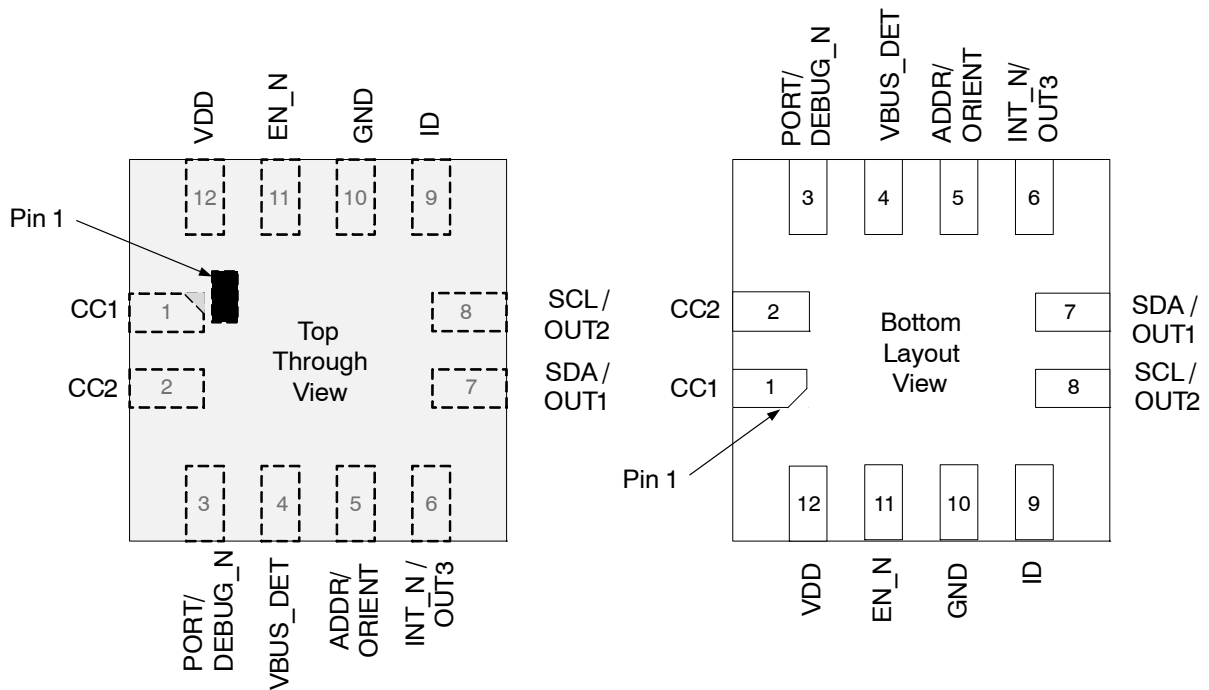 VDD
EN_N
GND
ID
12
11
10
9
Pin 1
CC1
1
8
SCL /
OUT2
Top
Through
View
CC2
2
7
SDA /
OUT1
3
4
5
6
PORT/
DEBUG_N
VBUS_DET
ADDR/
ORIENT
INT_N /
OUT3
PORT/
DEBUG_N
VBUS_DET
ADDR/
ORIENT
INT_N/
OUT3
3
4
5
6
CC2
2
7
SDA /
OUT1
Bottom
Layout
View
CC1
1
8
SCL /
OUT2
Pin 1
12
11
10
9
VDD
EN_N
GND
ID